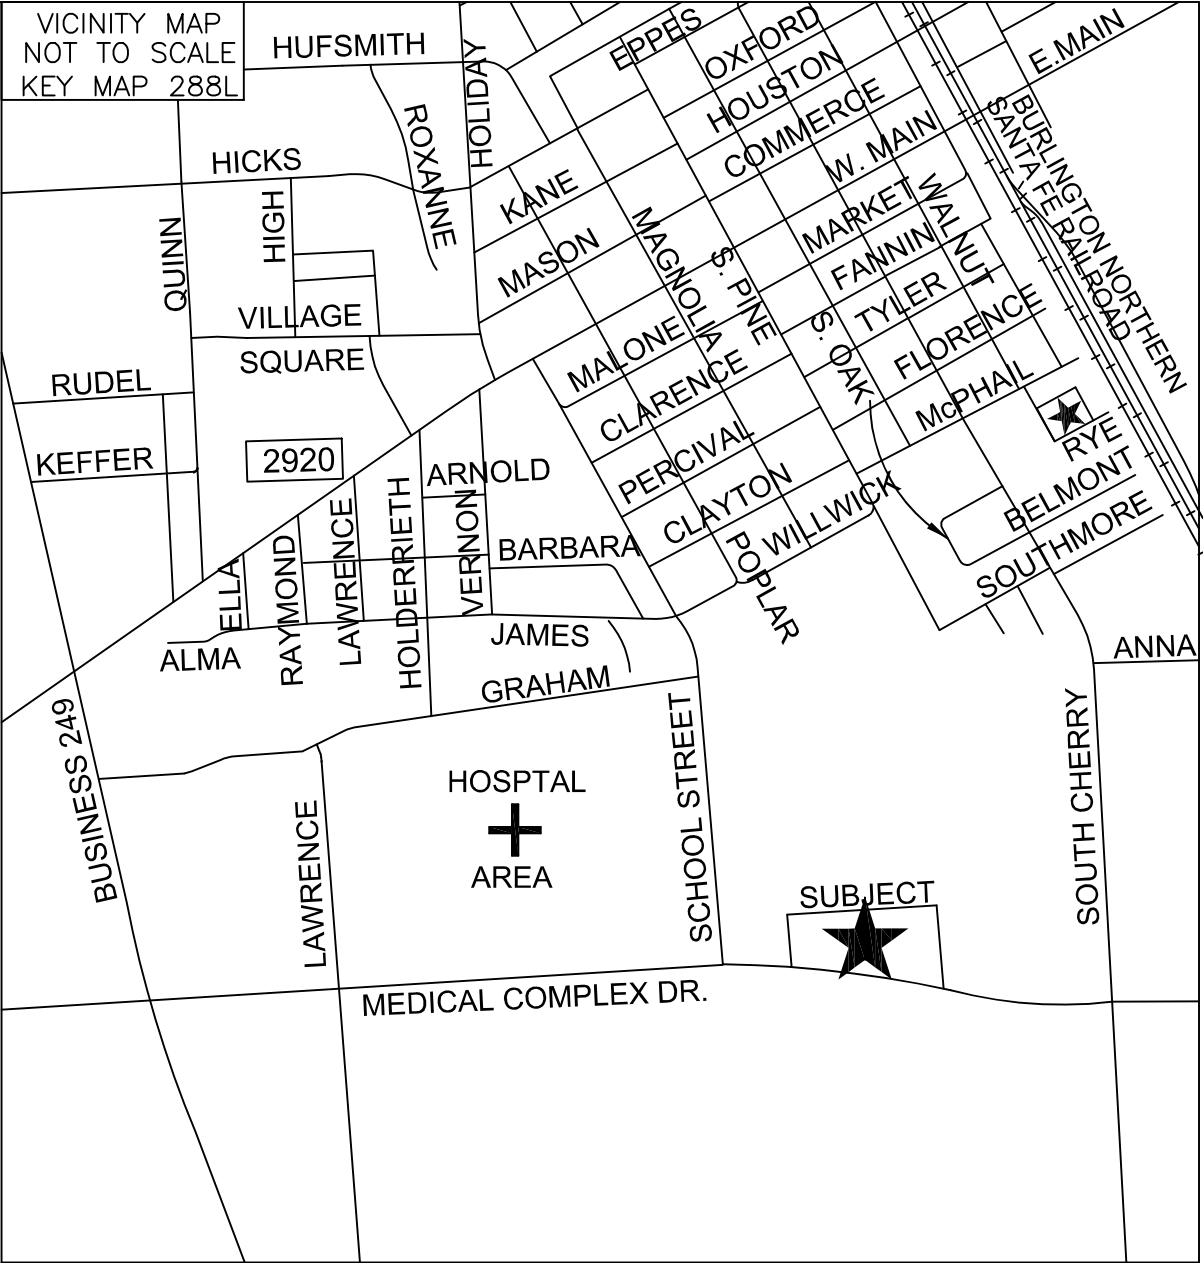 VICINITY MAP
NOT TO SCALE
KEY MAP 288L
HUFSMITH
HOLIDAY
EPPES
OXFORD
HOUSTON
COMMERCE
W. MAIN
E.MAIN
ROXANNE
HICKS
HIGH
QUINN
KANE
MASON
MAGNOLIA
S. PINE
MARKET
WALNUT
FANNIN
TYLER
S. OAK
FLORENCE
McPHAIL
BURLINGTON NORTHERN
SANTA FE RAILROAD
VILLAGE
SQUARE
RUDEL
KEFFER
2920
MALONE
CLARENCE
PERCIVAL
CLAYTON
WILLWICK
POPLAR
RYE
BELMONT
SOUTHMORE
ARNOLD
BARBARA
ELLA
RAYMOND
LAWRENCE
HOLDERRIETH
VERNON
JAMES
ALMA
GRAHAM
ANNA
BUSINESS 249
LAWRENCE
HOSPTAL
AREA
SCHOOL STREET
SOUTH CHERRY
SUBJECT
MEDICAL COMPLEX DR.